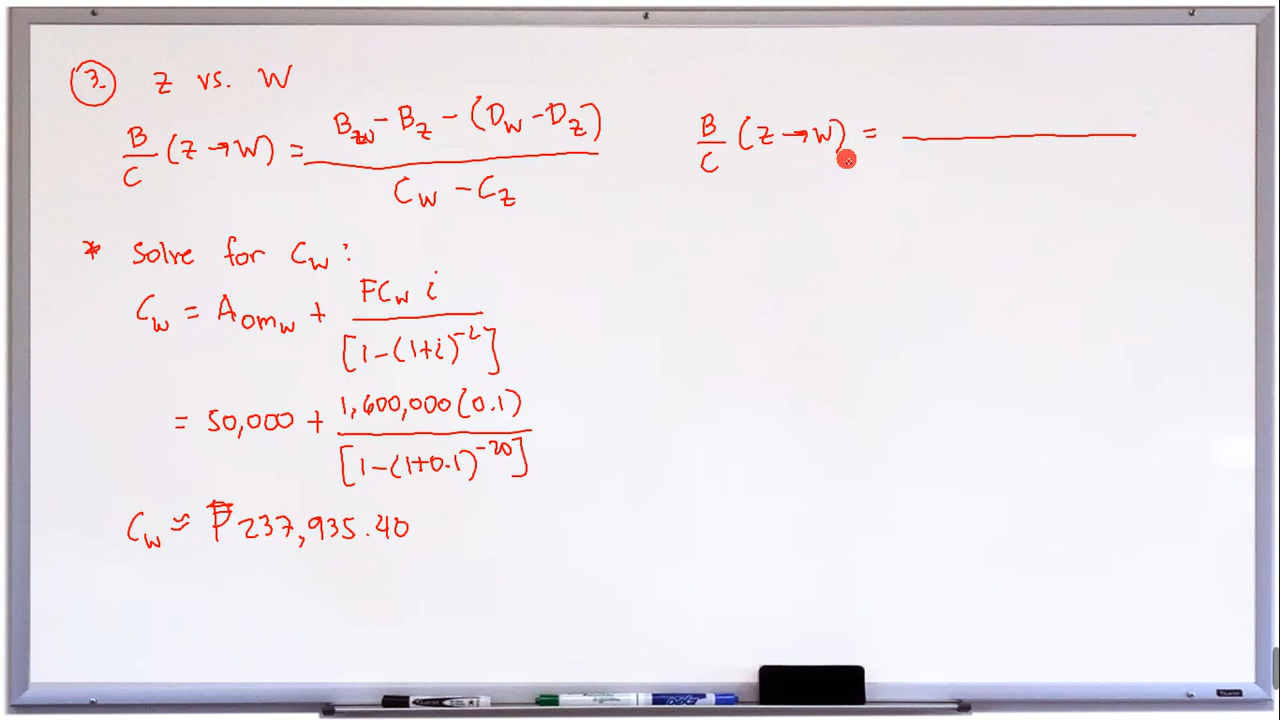 3. Z vs. W
B/C (Z→W) = (B_W - B_Z - (D_W - D_Z)) / (C_W - C_Z)
* Solve for C_W:
C_W = A_OM_W + FC_W i / [1-(1+i)^-L]
= 50,000 + 1,600,000(0.1) / [1-(1+0.1)^-20]
C_W ≈ ₱237,935.40
B/C (Z→W) =